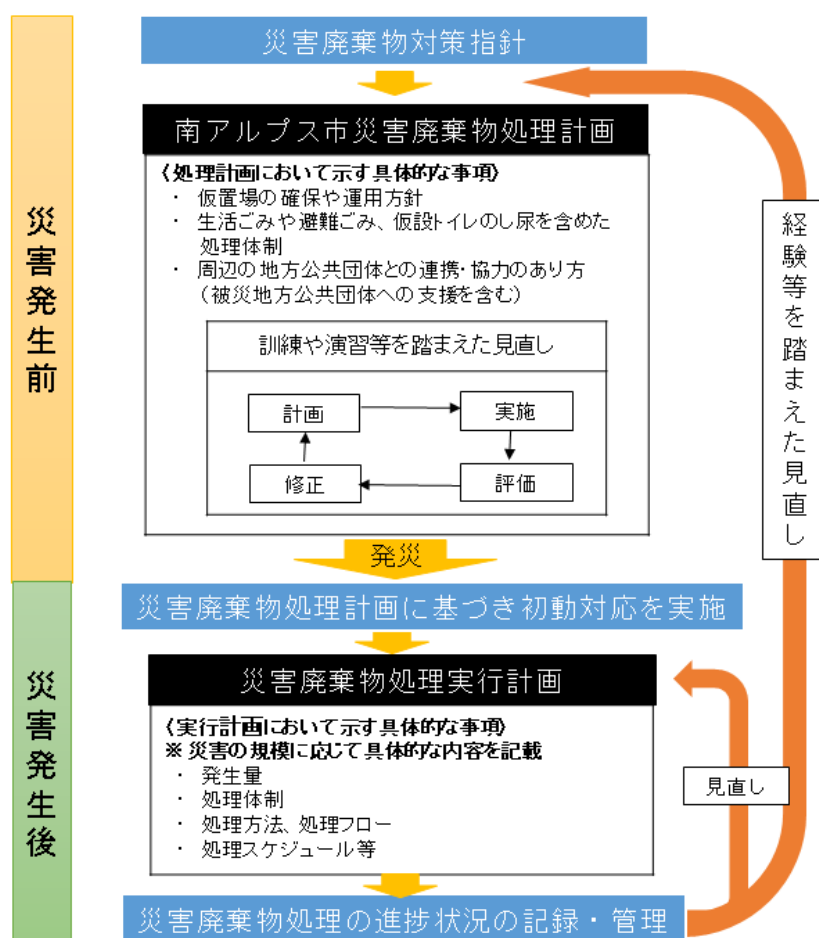 災害廃棄物対策指針
災害発生前
南アルプス市災害廃棄物処理計画
〈処理計画において示す具体的な事項〉
・ 仮置場の確保や運用方針
・ 生活ごみや避難ごみ、仮設トイレのし尿を含めた
処理体制
・ 周辺の地方公共団体との連携・協力のあり方
（被災地方公共団体への支援を含む）
訓練や演習等を踏まえた見直し
計画
実施
修正
評価
経験等を踏まえた見直し
発災
災害発生後
災害廃棄物処理計画に基づき初動対応を実施
災害廃棄物処理実行計画
〈実行計画において示す具体的な事項〉
※ 災害の規模に応じて具体的な内容を記載
・ 発生量
・ 処理体制
・ 処理方法、処理フロー
・ 処理スケジュール等
見直し
災害廃棄物処理の進捗状況の記録・管理